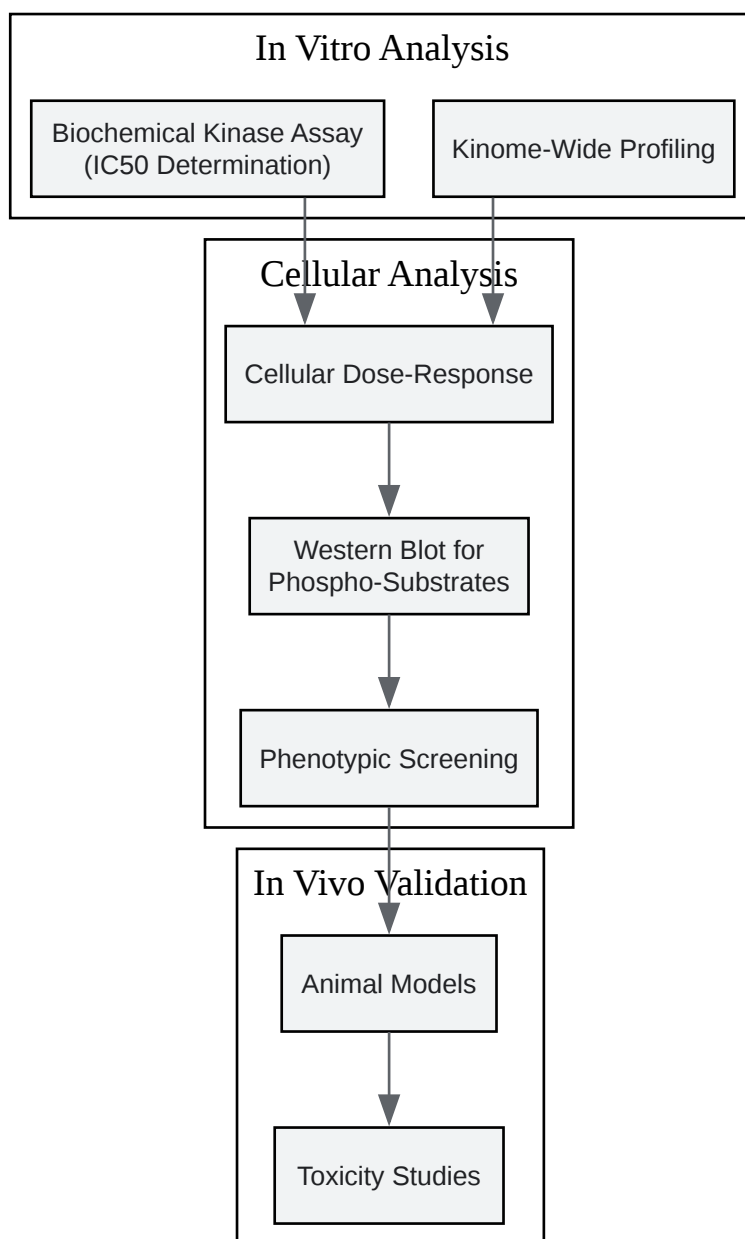 In Vitro Analysis
Biochemical Kinase Assay
(IC50 Determination)
Kinome-Wide Profiling
Cellular Analysis
Cellular Dose-Response
Western Blot for
Phospho-Substrates
Phenotypic Screening
In Vivo Validation
Animal Models
Toxicity Studies